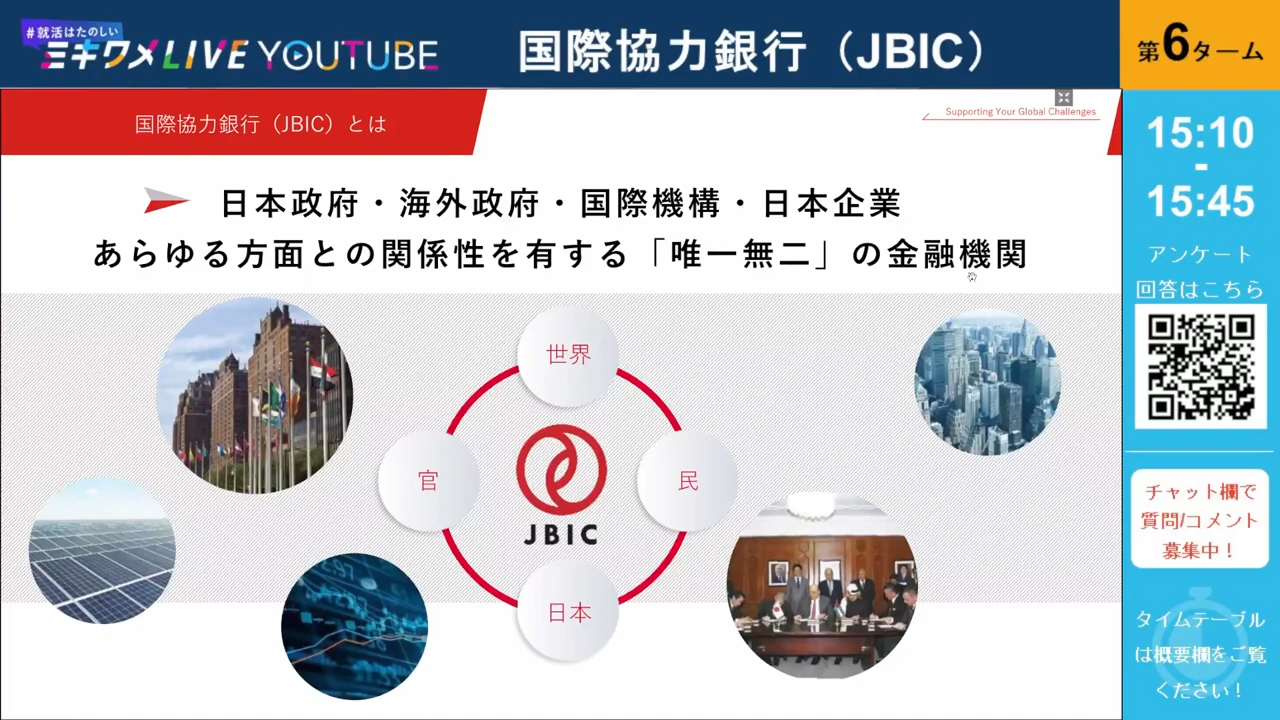 #就活はたのしい
ミキワメLIVE YOUTUBE
国際協力銀行（JBIC）
第6ターム
国際協力銀行（JBIC）とは
Supporting Your Global Challenges
日本政府・海外政府・国際機構・日本企業
あらゆる方面との関係性を有する「唯一無二」の金融機関
世界
官
民
JBIC
日本
15:10
-
15:45
アンケート
回答はこちら
チャット欄で
質問/コメント
募集中！
タイムテーブル
は概要欄をご覧
ください！